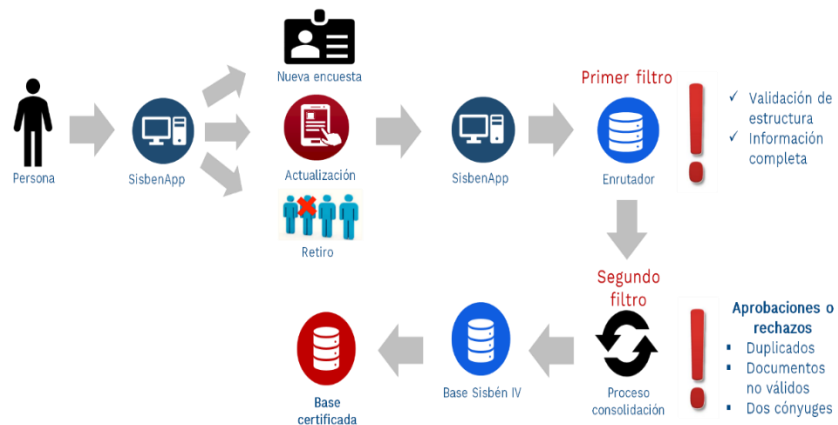 Nueva encuesta
Persona
SisbenApp
Actualización
Retiro
SisbenApp
Primer filtro
Enrutador
✓ Validación de
estructura
✓ Información
completa
Segundo
filtro
Proceso
consolidación
Aprobaciones o
rechazos
▪ Duplicados
▪ Documentos
no válidos
▪ Dos cónyuges
Base Sisbén IV
Base
certificada